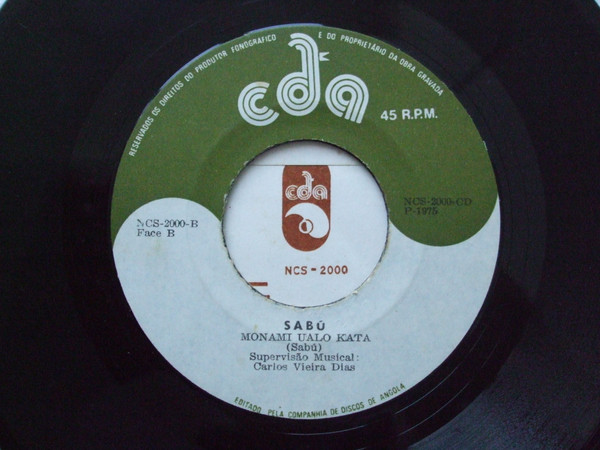 RESERVADOS OS DIREITOS DO PRODUTOR FONOGRÁFICO E DO PROPRIETÁRIO DA OBRA GRAVADA
cda
45 R.P.M.
NCS-2000-B
Face B
NCS-2000-CD
P-1975
cda
NCS - 2000
SABÚ
MONAMI UALO KATA
(Sabú)
Supervisão Musical:
Carlos Vieira Dias
EDITADO PELA COMPANHIA DE DISCOS DE ANGOLA